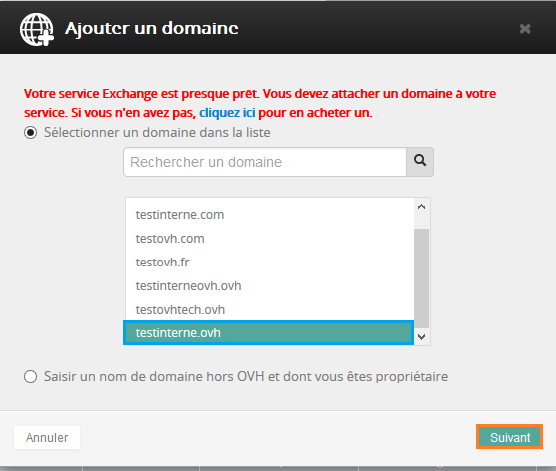 Ajouter un domaine
Votre service Exchange est presque prêt. Vous devez attacher un domaine à votre
service. Si vous n'en avez pas, cliquez ici pour en acheter un.
Sélectionner un domaine dans la liste
Rechercher un domaine
testinterne.com
testovh.com
testovh.fr
testinterneovh.ovh
testovhtech.ovh
testinterne.ovh
Saisir un nom de domaine hors OVH et dont vous êtes propriétaire
Annuler
Suivant